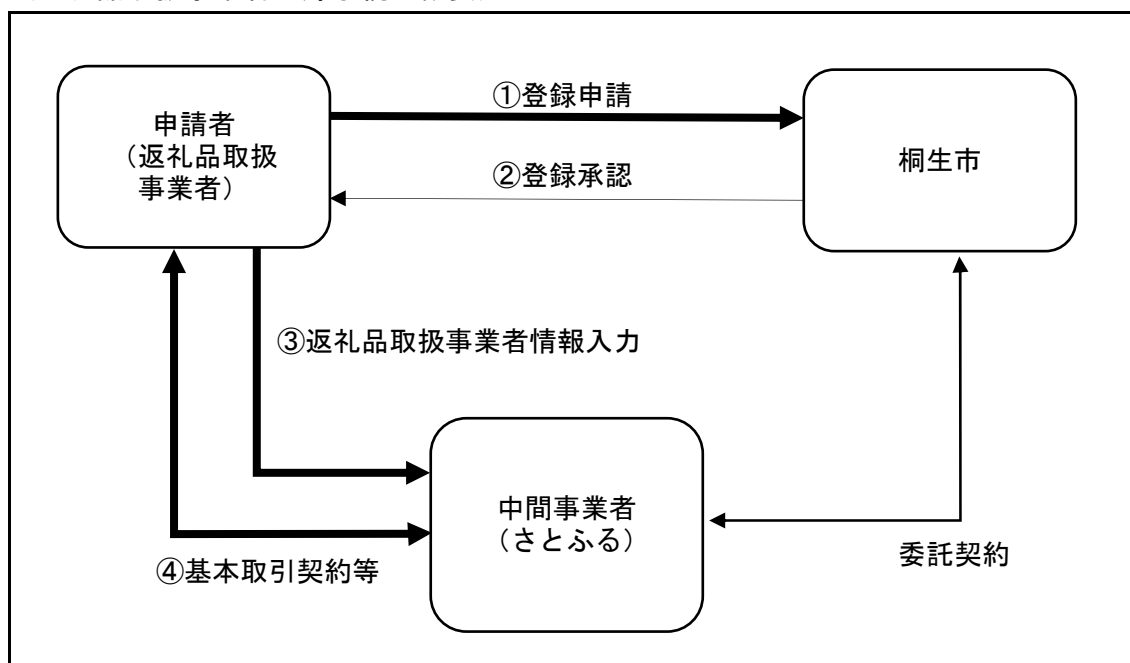 ①登録申請
申請者
（返礼品取扱
事業者）
桐生市
②登録承認
③返礼品取扱事業者情報入力
中間事業者
（さとふる）
④基本取引契約等
委託契約